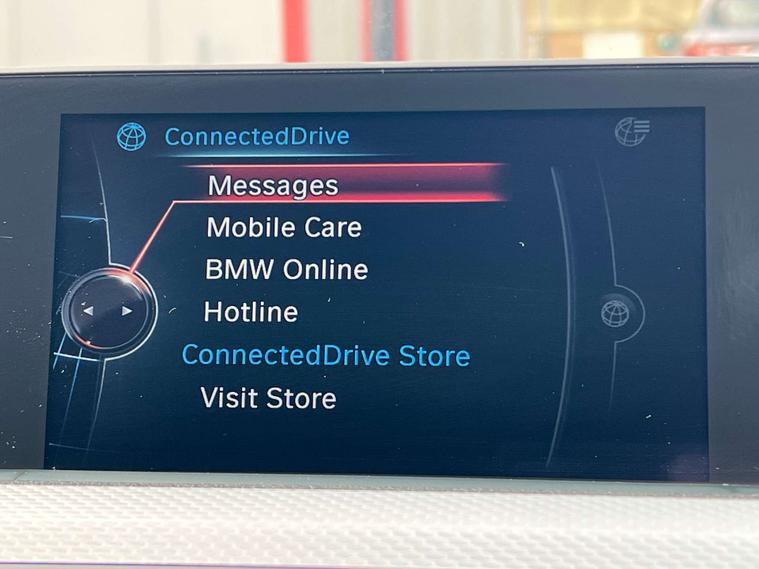 ConnectedDrive
Messages
Mobile Care
BMW Online
Hotline
ConnectedDrive Store
Visit Store